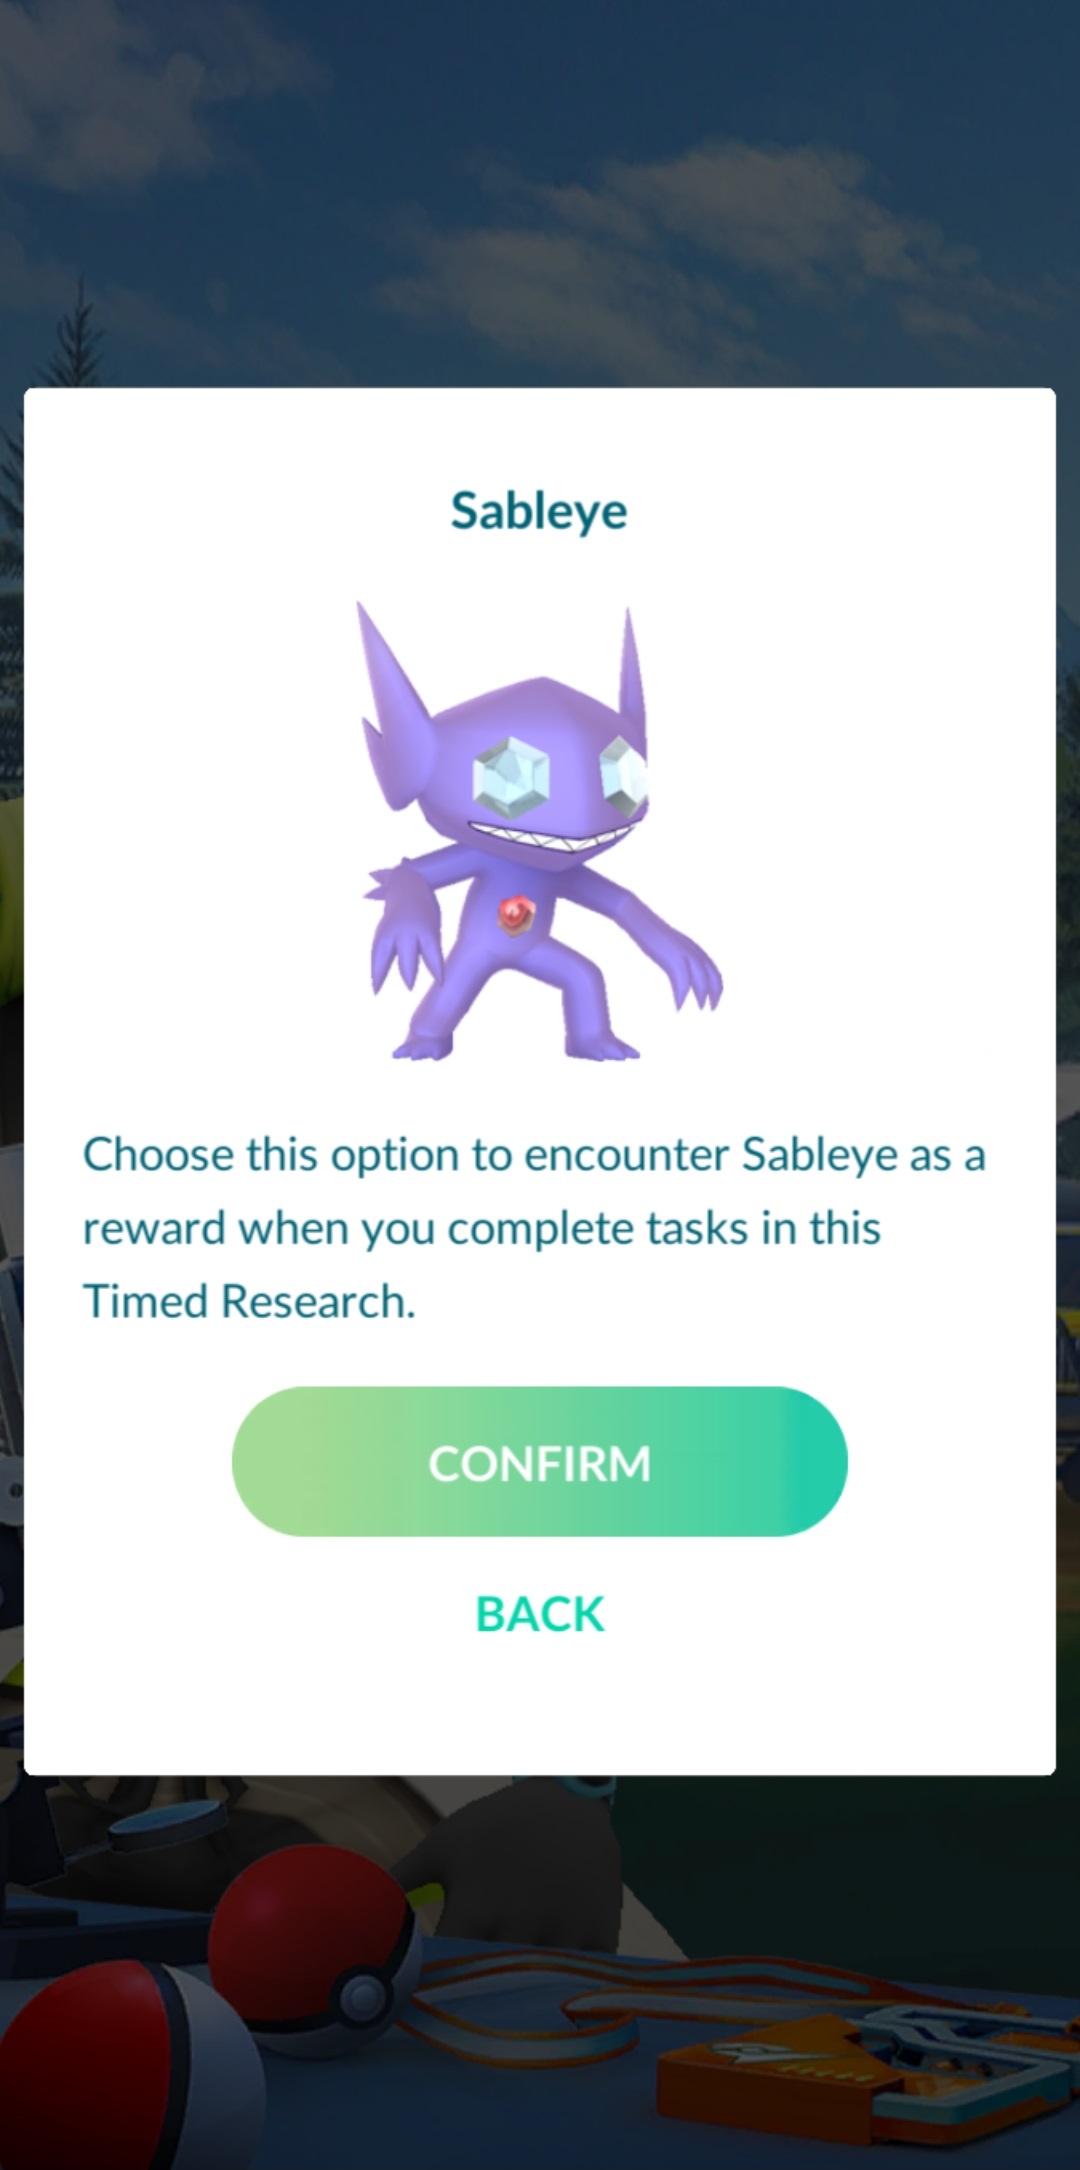 Sableye
Choose this option to encounter Sableye as a
reward when you complete tasks in this
Timed Research.
CONFIRM
BACK